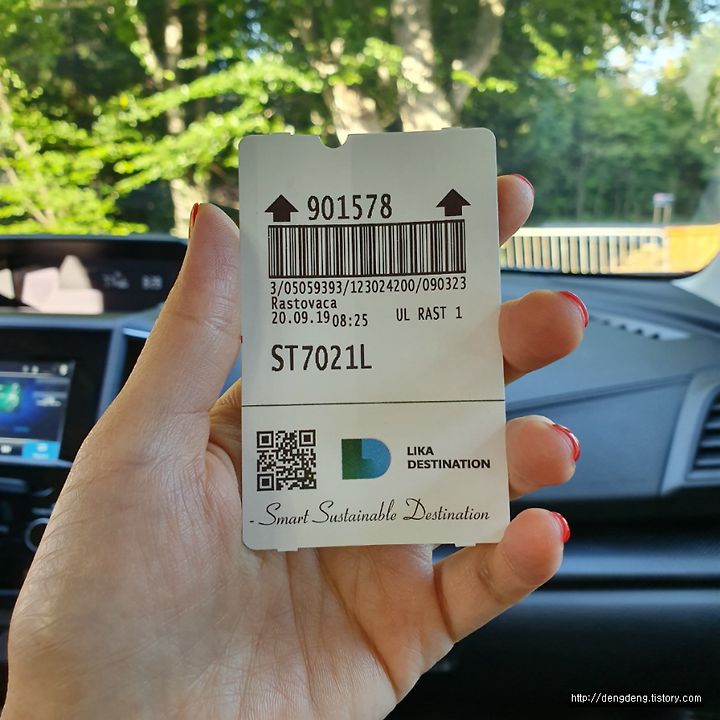 901578
3/05059393/123024200/090323
Rastovaca
20.09.19 08:25 UL RAST 1
ST7021L
LIKA
DESTINATION
- Smart Sustainable Destination
http://dengdeng.tistory.com